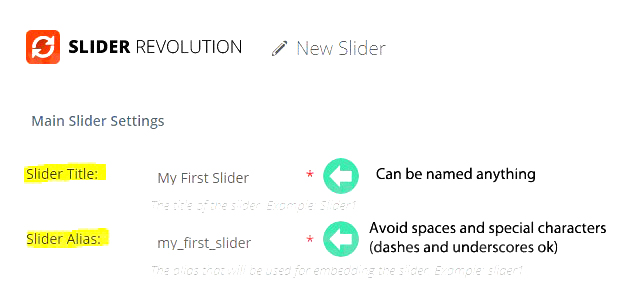 SLIDER REVOLUTION New Slider
Main Slider Settings
Slider Title: My First Slider * Can be named anything
The title of the slider. Example: Slider1
Slider Alias: my_first_slider * Avoid spaces and special characters
(dashes and underscores ok)
The alias that will be used for embedding the slider. Example: slider1